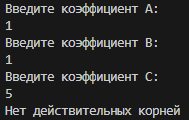 Введите коэффициент A:
1
Введите коэффициент B:
1
Введите коэффициент C:
5
Нет действительных корней